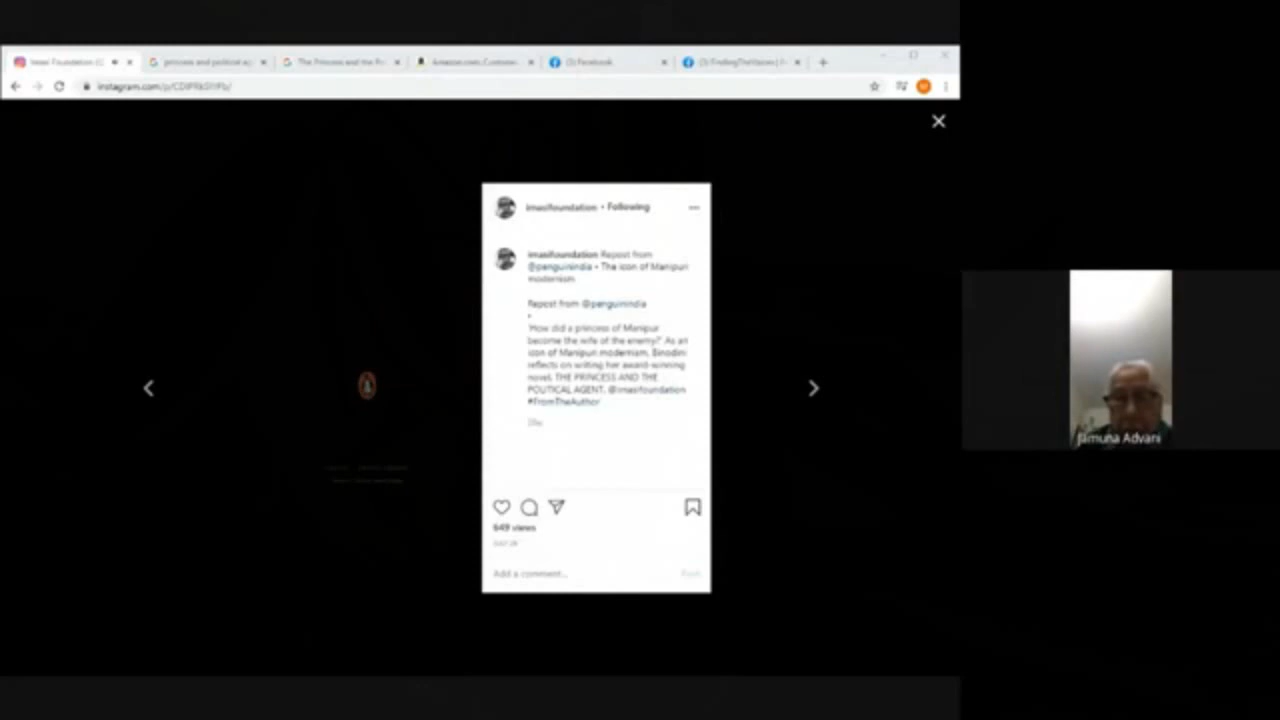 Imasi Foundation (
princess and political ag
The Princess and the P
Amazon.com: Customer
(3) Facebook
(3) FindingTheVoices |
+
instagram.com/p/
imasifoundation • Following
imasifoundation Repost from
@penguinindia • The icon of Manipuri
modernism.
Repost from @penguinindia
•
'How did a princess of Manipur
become the wife of the enemy?' As an
icon of Manipuri modernism, Binodini
reflects on writing her award-winning
novel, THE PRINCESS AND THE
POLITICAL AGENT. @imasifoundation
#FromTheAuthor
649 views
Add a comment...
Post
Jamuna Advani